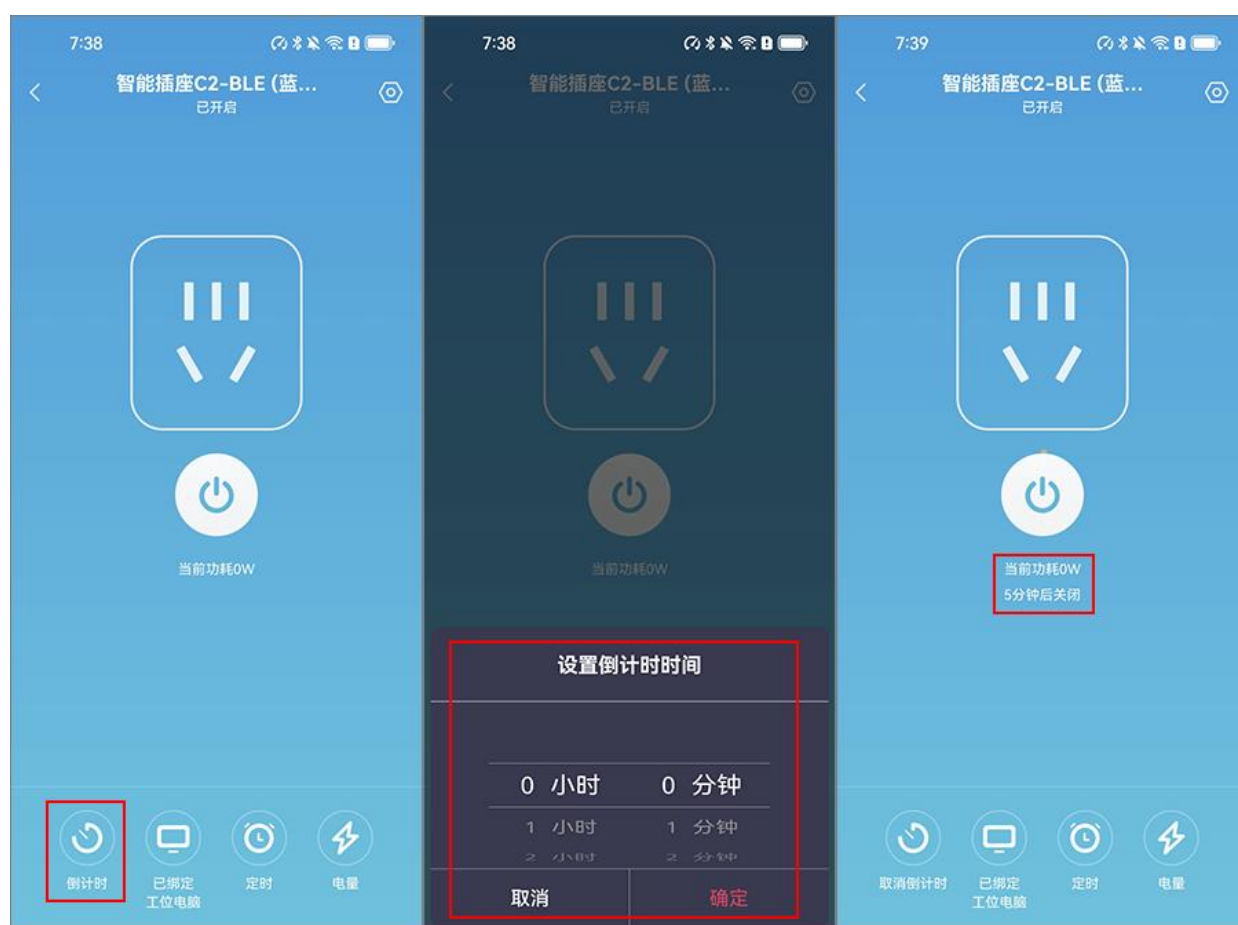 7:38
智能插座C2-BLE (蓝...
已开启
当前功耗0W
倒计时
已绑定
工位电脑
定时
电量
7:38
智能插座C2-BLE (蓝...
已开启
当前功耗0W
设置倒计时时间
0 小时 0 分钟
1 小时 1 分钟
2 小时 2 分钟
取消 确定
7:39
智能插座C2-BLE (蓝...
已开启
当前功耗0W
5分钟后关闭
取消倒计时
已绑定
工位电脑
定时
电量